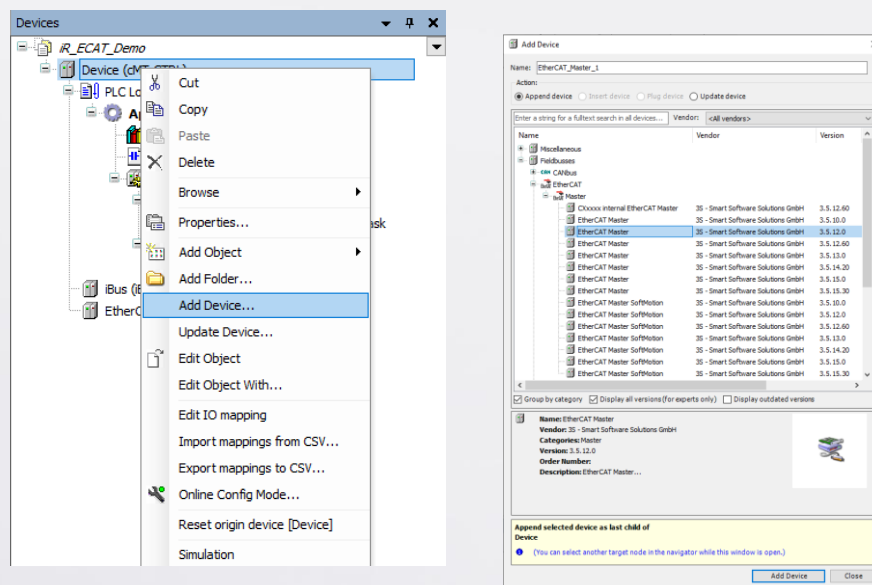 Devices
iR_ECAT_Demo
Device (cMT-CTRL)
PLC Lo
A
ask
iBus (iE
EtherC
Cut
Copy
Paste
Delete
Browse
Properties...
Add Object
Add Folder...
Add Device...
Update Device...
Edit Object
Edit Object With...
Edit IO mapping
Import mappings from CSV...
Export mappings to CSV...
Online Config Mode...
Reset origin device [Device]
Simulation
Add Device
Name: EtherCAT_Master_1
Action:
Append device Insert device Plug device Update device
Enter a string for a fulltext search in all devices... Vendor: <All vendors>
Name Vendor Version
Miscellaneous
Fieldbusses
CAN CANbus
EtherCAT
Master
CXxxxx internal EtherCAT Master 3S - Smart Software Solutions GmbH 3.5.12.60
EtherCAT Master 3S - Smart Software Solutions GmbH 3.5.10.0
EtherCAT Master 3S - Smart Software Solutions GmbH 3.5.12.0
EtherCAT Master 3S - Smart Software Solutions GmbH 3.5.12.60
EtherCAT Master 3S - Smart Software Solutions GmbH 3.5.13.0
EtherCAT Master 3S - Smart Software Solutions GmbH 3.5.14.20
EtherCAT Master 3S - Smart Software Solutions GmbH 3.5.15.0
EtherCAT Master 3S - Smart Software Solutions GmbH 3.5.15.30
EtherCAT Master SoftMotion 3S - Smart Software Solutions GmbH 3.5.10.0
EtherCAT Master SoftMotion 3S - Smart Software Solutions GmbH 3.5.12.0
EtherCAT Master SoftMotion 3S - Smart Software Solutions GmbH 3.5.12.60
EtherCAT Master SoftMotion 3S - Smart Software Solutions GmbH 3.5.13.0
EtherCAT Master SoftMotion 3S - Smart Software Solutions GmbH 3.5.14.20
EtherCAT Master SoftMotion 3S - Smart Software Solutions GmbH 3.5.15.0
EtherCAT Master SoftMotion 3S - Smart Software Solutions GmbH 3.5.15.30
Group by category Display all versions (for experts only) Display outdated versions
Name: EtherCAT Master
Vendor: 3S - Smart Software Solutions GmbH
Categories: Master
Version: 3.5.12.0
Order Number:
Description: EtherCAT Master...
Append selected device as last child of
Device
(You can select another target node in the navigator while this window is open.)
Add Device Close